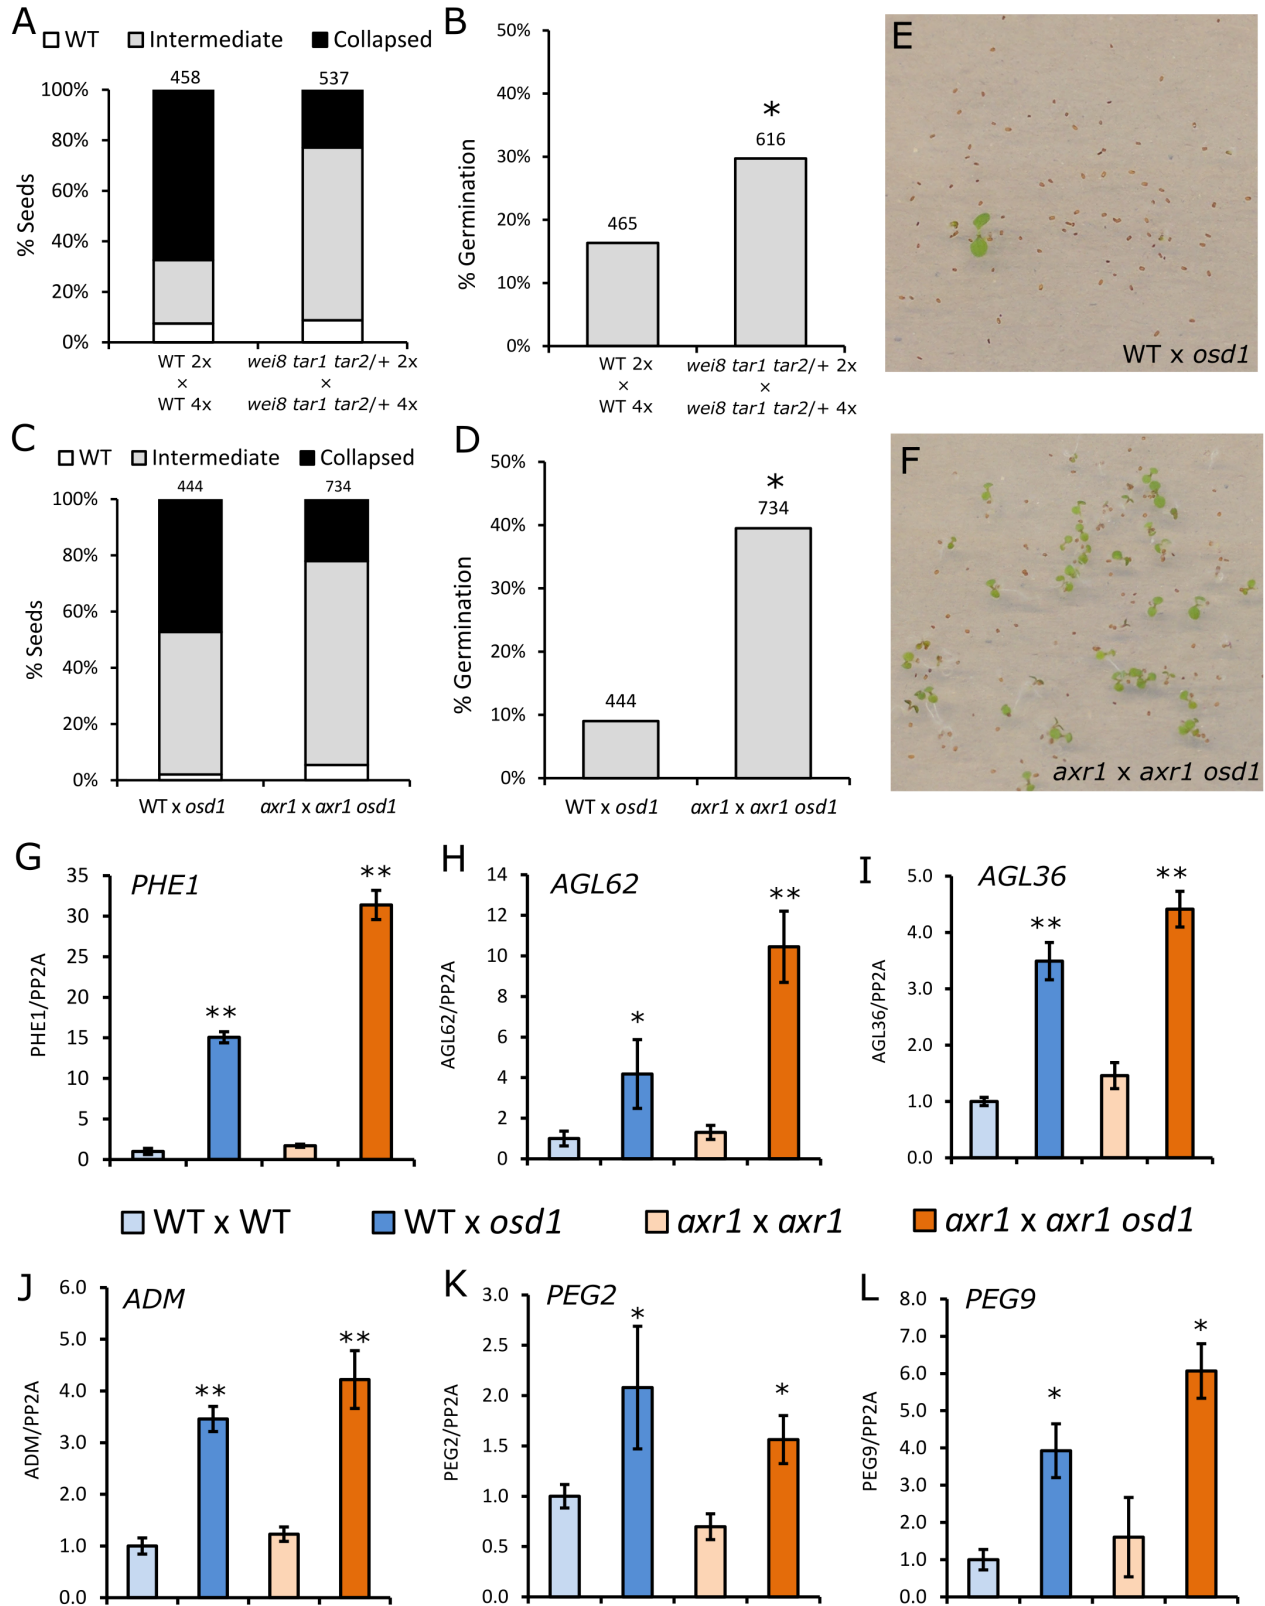 A
WT
Intermediate
Collapsed
458
537
100%
80%
60%
40%
20%
0%
% Seeds
WT 2x
×
WT 4x
wei8 tar1 tar2/+ 2x
×
wei8 tar1 tar2/+ 4x
B
50%
40%
30%
20%
10%
0%
% Germination
465
*
616
WT 2x
×
WT 4x
wei8 tar1 tar2/+ 2x
×
wei8 tar1 tar2/+ 4x
E
WT x osd1
C
WT
Intermediate
Collapsed
444
734
100%
80%
60%
40%
20%
0%
% Seeds
WT x osd1
axr1 x axr1 osd1
D
50%
40%
30%
20%
10%
0%
% Germination
444
*
734
WT x osd1
axr1 x axr1 osd1
F
axr1 x axr1 osd1
G
PHE1
35
30
25
20
15
10
5
0
PHE1/PP2A
**
**
H
AGL62
14
12
10
8
6
4
2
0
AGL62/PP2A
*
**
I
AGL36
5.0
4.0
3.0
2.0
1.0
0.0
AGL36/PP2A
**
**
WT x WT
WT x osd1
axr1 x axr1
axr1 x axr1 osd1
J
ADM
6.0
5.0
4.0
3.0
2.0
1.0
0.0
ADM/PP2A
**
**
K
PEG2
3.0
2.5
2.0
1.5
1.0
0.5
0.0
PEG2/PP2A
*
*
L
PEG9
8.0
7.0
6.0
5.0
4.0
3.0
2.0
1.0
0.0
PEG9/PP2A
*
*